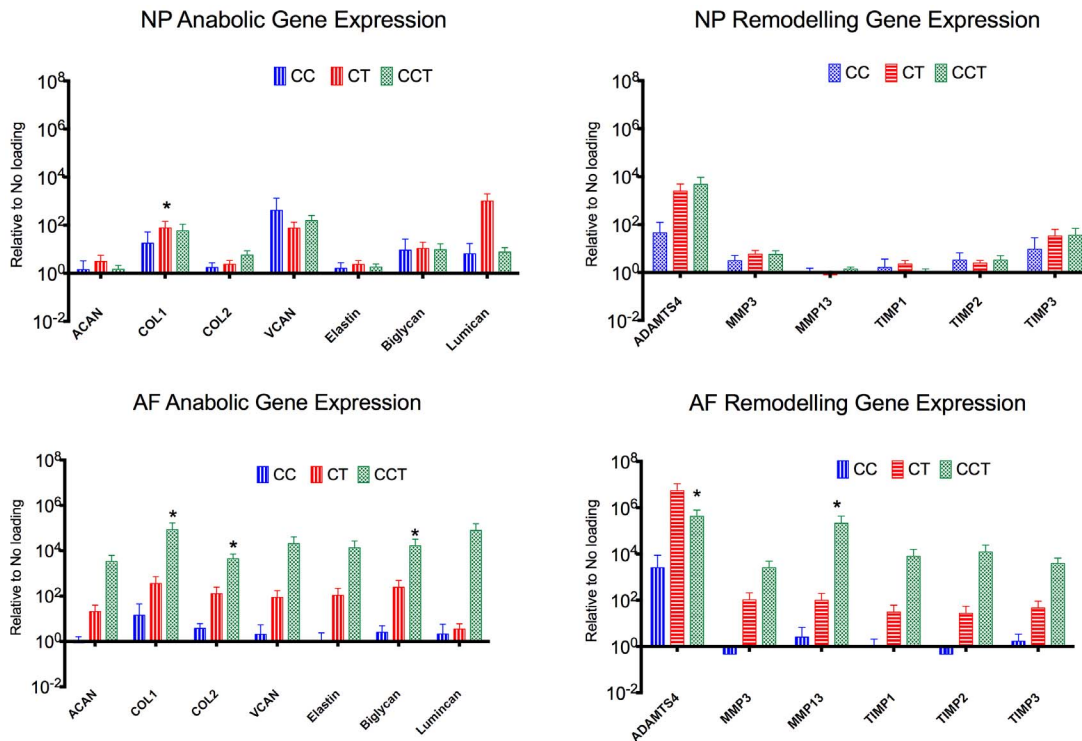 NP Anabolic Gene Expression
CC CT CCT
Relative to No loading
10^8
10^6
10^4
10^2
10^0
10^-2
ACAN COL1 COL2 VCAN Elastin Biglycan Lumican
*
NP Remodelling Gene Expression
CC CT CCT
Relative to No loading
10^8
10^6
10^4
10^2
10^0
10^-2
ADAMTS4 MMP3 MMP13 TIMP1 TIMP2 TIMP3
AF Anabolic Gene Expression
CC CT CCT
Relative to No loading
10^8
10^6
10^4
10^2
10^0
10^-2
* * *
ACAN COL1 COL2 VCAN Elastin Biglycan Lumincan
AF Remodelling Gene Expression
CC CT CCT
Relative to No loading
10^8
10^6
10^4
10^2
10^0
10^-2
* *
ADAMTS4 MMP3 MMP13 TIMP1 TIMP2 TIMP3